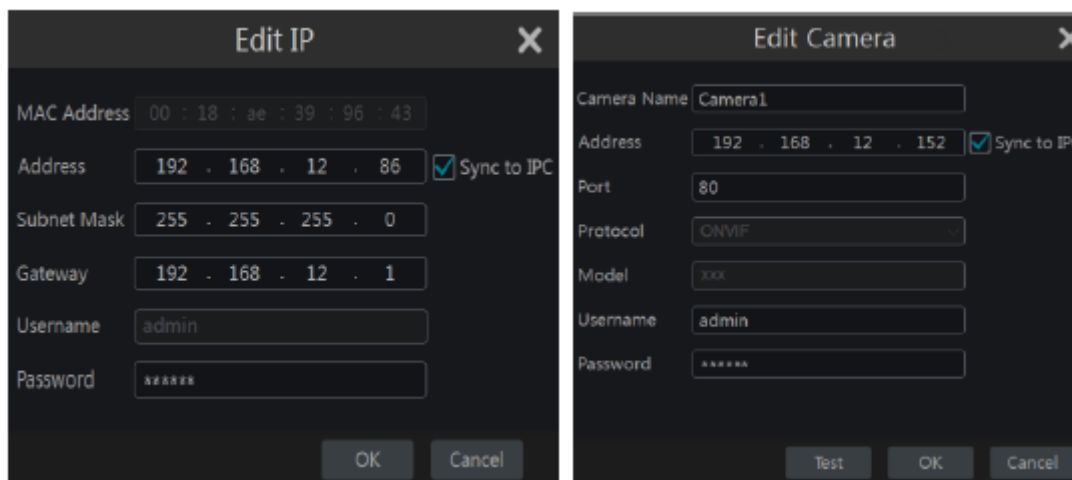 Edit IP
MAC Address 00 : 18 : ae : 39 : 96 : 43
Address 192 . 168 . 12 . 86 Sync to IPC
Subnet Mask 255 . 255 . 255 . 0
Gateway 192 . 168 . 12 . 1
Username admin
Password ******
OK Cancel
Edit Camera
Camera Name Camera1
Address 192 . 168 . 12 . 152 Sync to IP
Port 80
Protocol ONVIF
Model xxx
Username admin
Password ******
Test OK Cancel